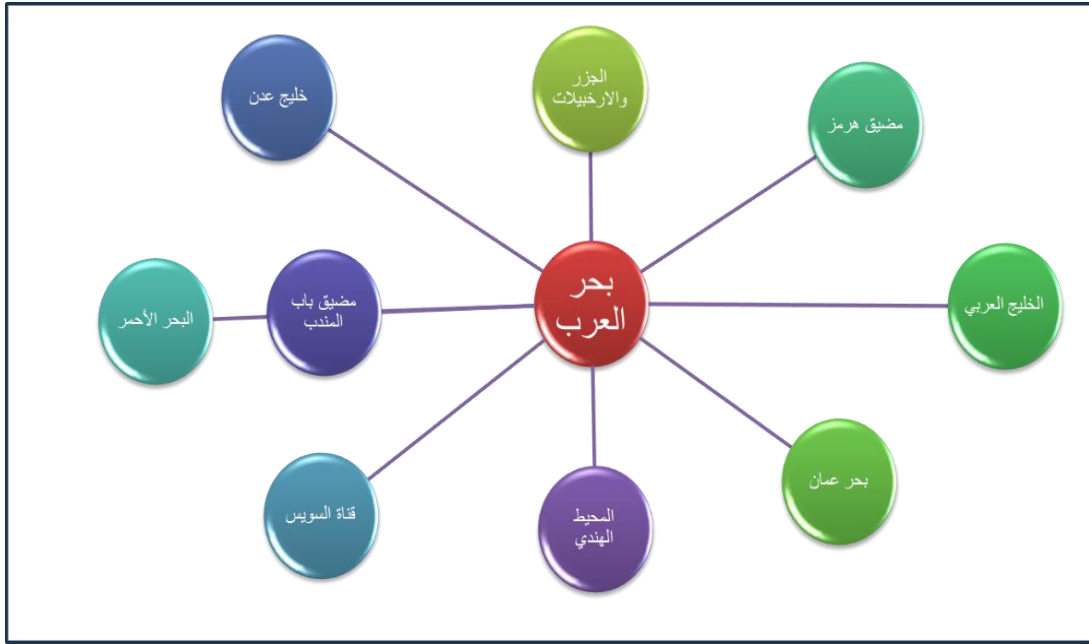 الجزر
والارخبيلات
مضيق هرمز
خليج عدن
بحر
العرب
الخليج العربي
مضيق باب
المندب
البحر الأحمر
بحر عمان
المحيط
الهندي
قناة السويس